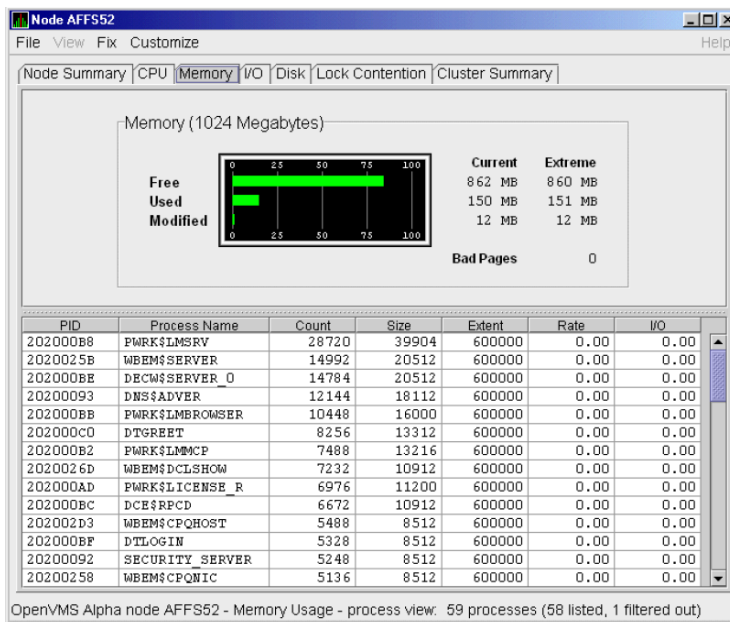 Node AFFS52
File View Fix Customize Help
Node Summary CPU Memory I/O Disk Lock Contention Cluster Summary
Memory (1024 Megabytes)
0 25 50 75 100 Current Extreme
Free 862 MB 860 MB
Used 150 MB 151 MB
Modified 12 MB 12 MB
0 25 50 75 100
Bad Pages 0
PID Process Name Count Size Extent Rate I/O
202000B8 PWRK$LMSRV 28720 39904 600000 0.00 0.00
2020025B WBEM$SERVER 14992 20512 600000 0.00 0.00
202000BE DECW$SERVER_0 14784 20512 600000 0.00 0.00
20200093 DNS$ADVER 12144 18112 600000 0.00 0.00
202000BB PWRK$LMBROWSER 10448 16000 600000 0.00 0.00
202000C0 DTGREET 8256 13312 600000 0.00 0.00
202000B2 PWRK$LMMCP 7488 13216 600000 0.00 0.00
2020026D WBEM$DCLSHOW 7232 10912 600000 0.00 0.00
202000AD PWRK$LICENSE_R 6976 11200 600000 0.00 0.00
202000BC DCE$RPCD 6672 10912 600000 0.00 0.00
202002D3 WBEM$CPQHOST 5488 8512 600000 0.00 0.00
202000BF DTLOGIN 5328 8512 600000 0.00 0.00
20200092 SECURITY_SERVER 5248 8512 600000 0.00 0.00
20200258 WBEM$CPQNIC 5136 8512 600000 0.00 0.00
OpenVMS Alpha node AFFS52 - Memory Usage - process view: 59 processes (58 listed, 1 filtered out)